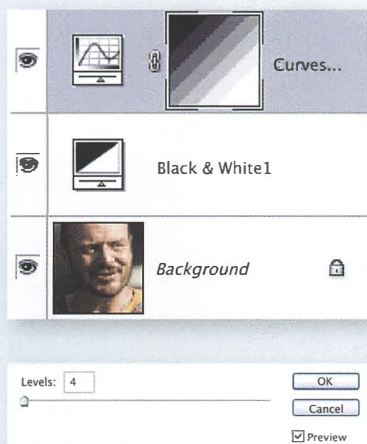 Curves...
Black & White1
Background
Levels: 4
OK
Cancel
Preview